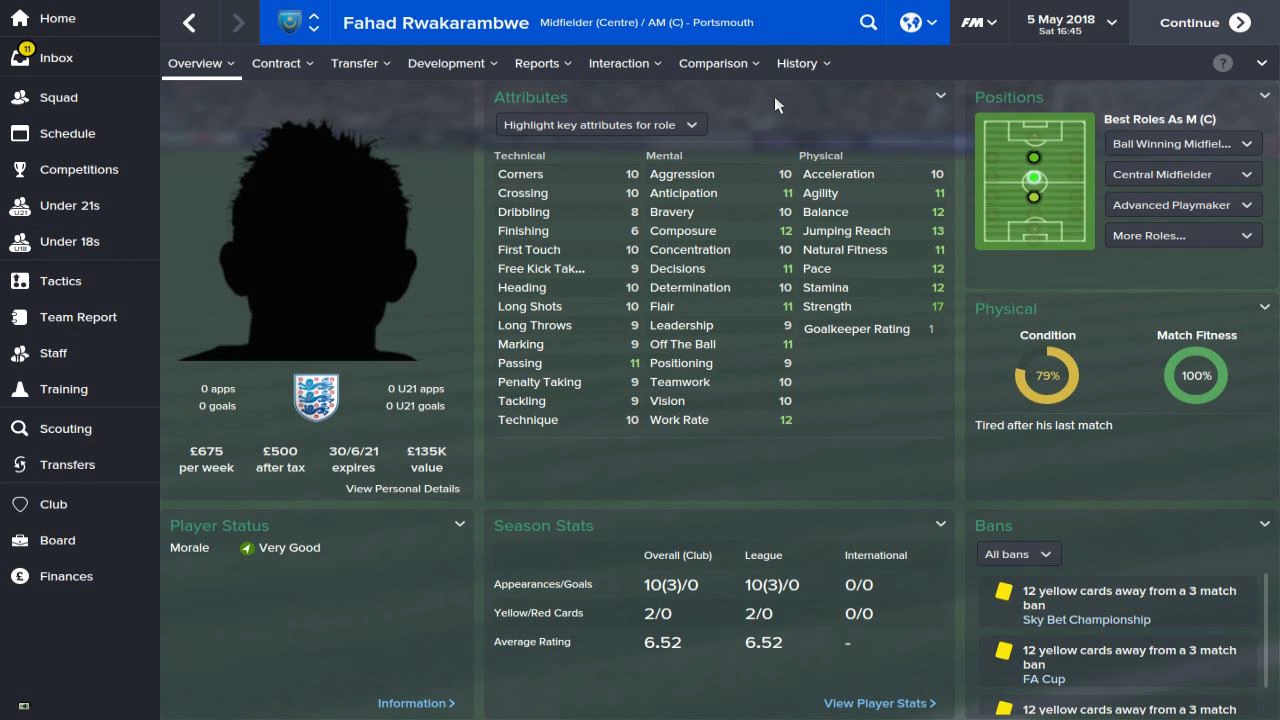 Home
11
Inbox
Squad
Schedule
Competitions
U21
Under 21s
U18
Under 18s
Tactics
Team Report
Staff
Training
Scouting
Transfers
Club
Board
Finances
Fahad Rwakarambwe Midfielder (Centre) / AM (C) - Portsmouth
FM
5 May 2018
Sat 16:45
Continue
Overview Contract Transfer Development Reports Interaction Comparison History ?
0 apps 0 U21 apps
0 goals 0 U21 goals
£675 £500 30/6/21 £135K
per week after tax expires value
View Personal Details
Attributes
Highlight key attributes for role
Technical Mental Physical
Corners 10 Aggression 10 Acceleration 10
Crossing 10 Anticipation 11 Agility 11
Dribbling 8 Bravery 10 Balance 12
Finishing 6 Composure 12 Jumping Reach 13
First Touch 10 Concentration 10 Natural Fitness 11
Free Kick Tak... 9 Decisions 11 Pace 12
Heading 10 Determination 10 Stamina 12
Long Shots 10 Flair 11 Strength 17
Long Throws 9 Leadership 9 Goalkeeper Rating 1
Marking 9 Off The Ball 11
Passing 11 Positioning 9
Penalty Taking 9 Teamwork 10
Tackling 9 Vision 10
Technique 10 Work Rate 12
Positions
Best Roles As M (C)
Ball Winning Midfiel...
Central Midfielder
Advanced Playmaker
More Roles...
Physical
Condition Match Fitness
79% 100%
Tired after his last match
Player Status
Morale Very Good
Information >
Season Stats
Overall (Club) League International
Appearances/Goals 10(3)/0 10(3)/0 0/0
Yellow/Red Cards 2/0 2/0 0/0
Average Rating 6.52 6.52 -
View Player Stats >
Bans
All bans
12 yellow cards away from a 3 match
ban
Sky Bet Championship
12 yellow cards away from a 3 match
ban
FA Cup
12 yellow cards away from a 3 match